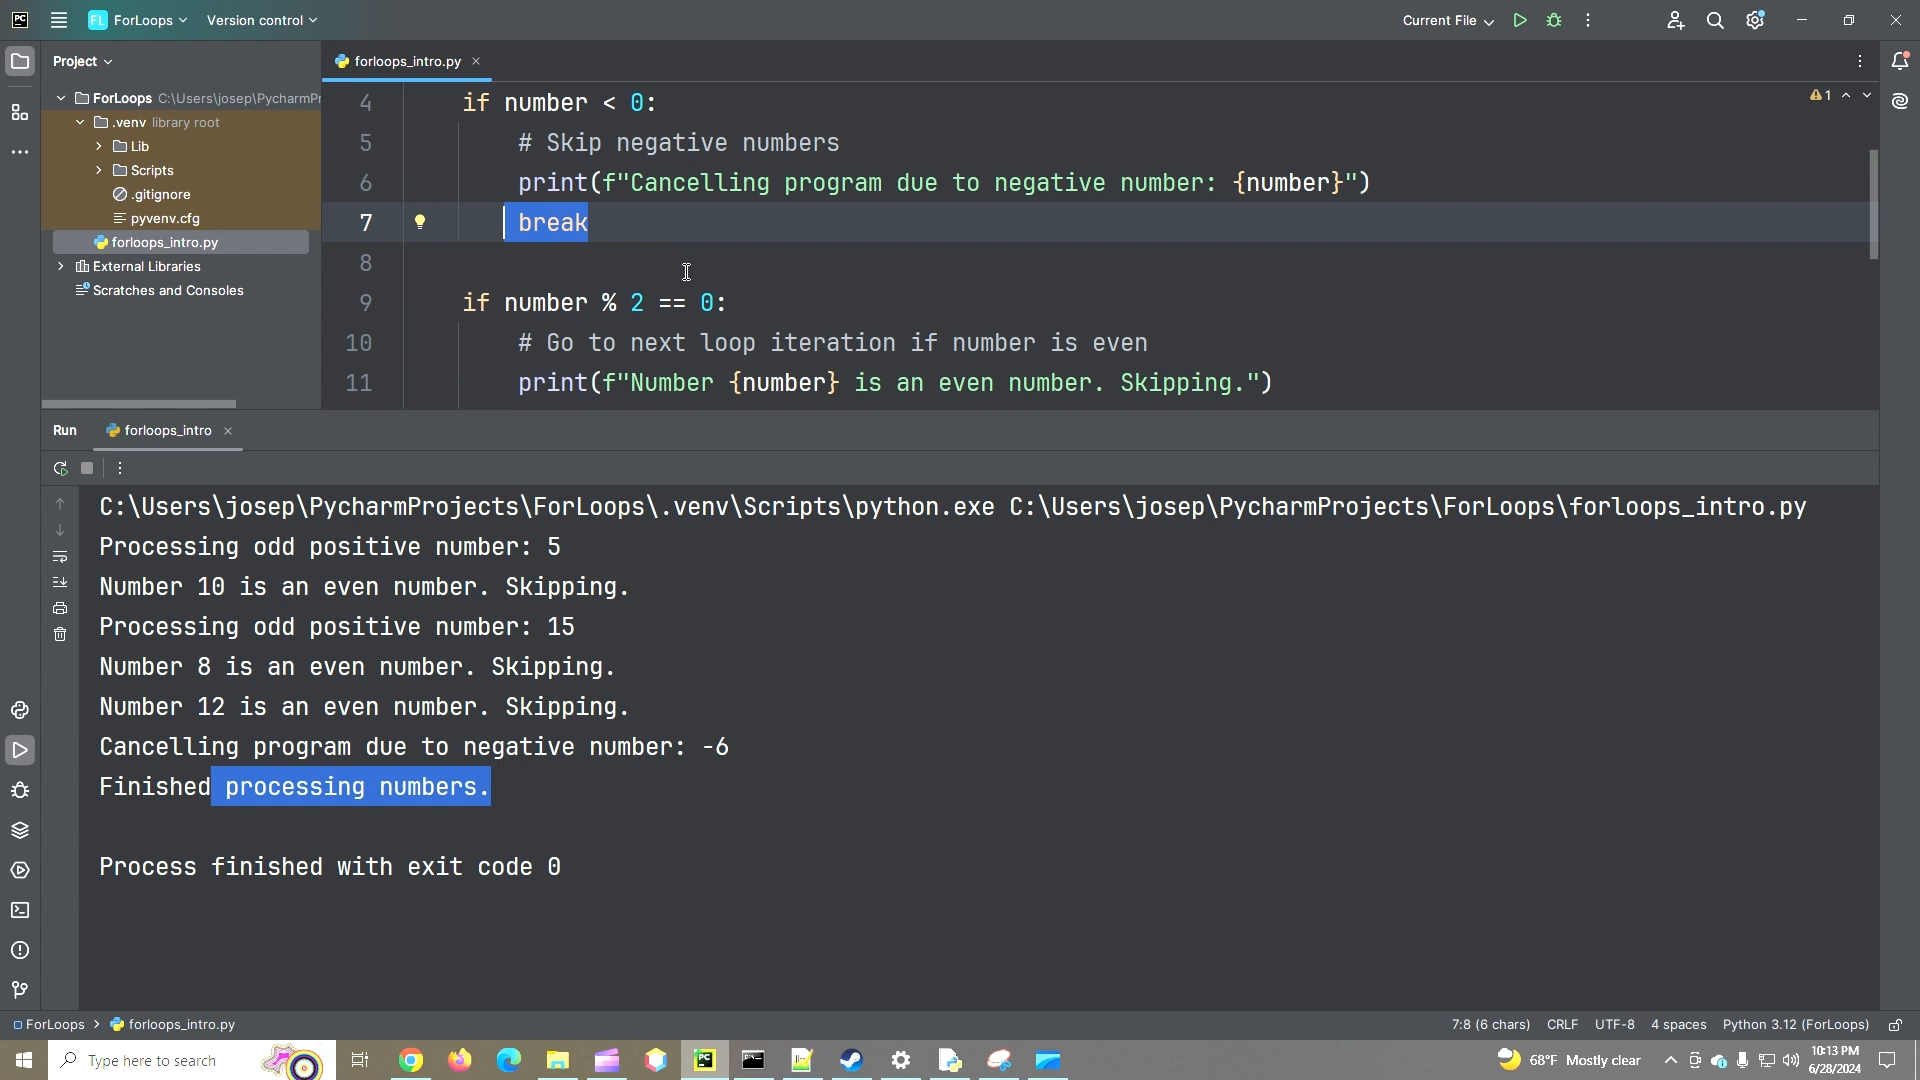 PC FL ForLoops Version control Current File
Project
forloops_intro.py
ForLoops C:\Users\josep\PycharmPr
.venv library root
Lib
Scripts
.gitignore
pyvenv.cfg
forloops_intro.py
External Libraries
Scratches and Consoles
1
4 if number < 0:
5 # Skip negative numbers
6 print(f"Cancelling program due to negative number: {number}")
7 break
8
9 if number % 2 == 0:
10 # Go to next loop iteration if number is even
11 print(f"Number {number} is an even number. Skipping.")
Run forloops_intro
C:\Users\josep\PycharmProjects\ForLoops\.venv\Scripts\python.exe C:\Users\josep\PycharmProjects\ForLoops\forloops_intro.py
Processing odd positive number: 5
Number 10 is an even number. Skipping.
Processing odd positive number: 15
Number 8 is an even number. Skipping.
Number 12 is an even number. Skipping.
Cancelling program due to negative number: -6
Finished processing numbers.
Process finished with exit code 0
ForLoops > forloops_intro.py 7:8 (6 chars) CRLF UTF-8 4 spaces Python 3.12 (ForLoops)
Type here to search PC 68°F Mostly clear 10:13 PM
6/28/2024